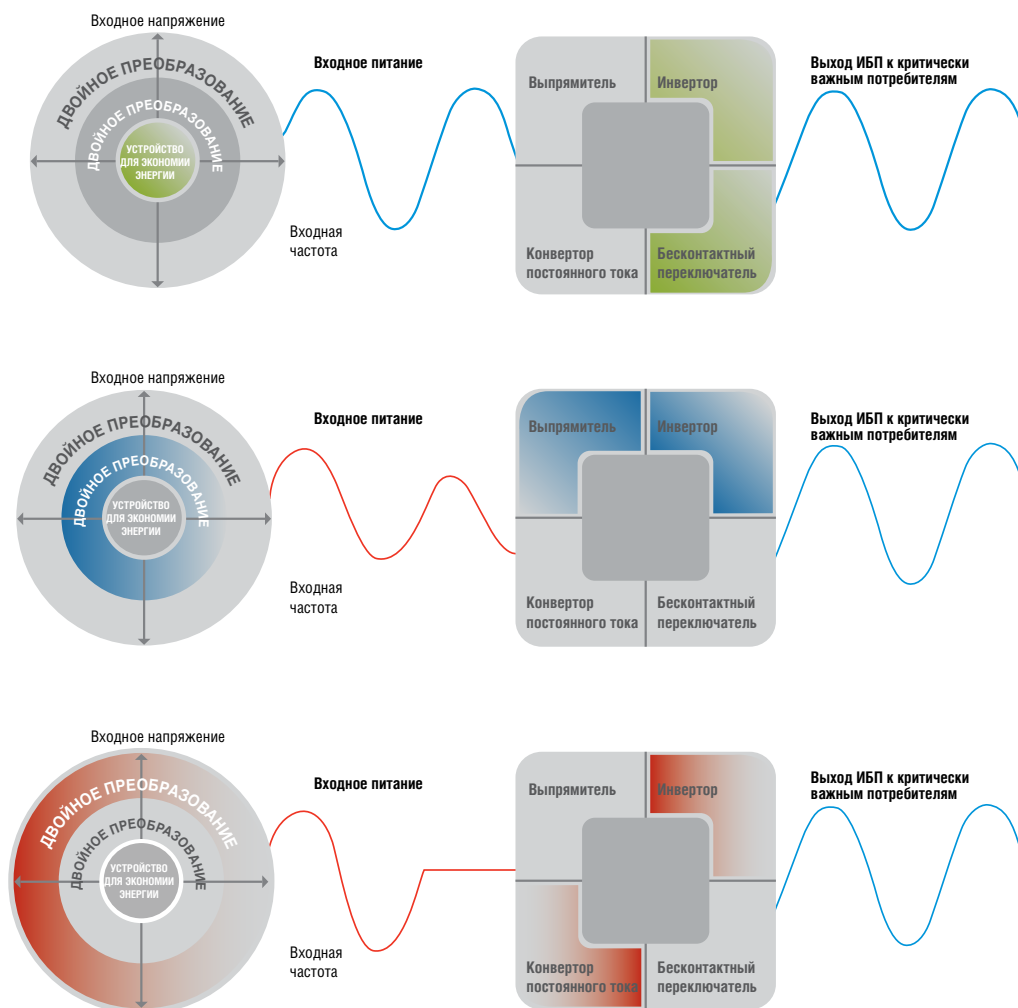 Входное напряжение
ДВОЙНОЕ ПРЕОБРАЗОВАНИЕ
ДВОЙНОЕ ПРЕОБРАЗОВАНИЕ
УСТРОЙСТВО
ДЛЯ ЭКОНОМИИ
ЭНЕРГИИ
Входная
частота
Входное питание
Выпрямитель
Инвертор
Конвертор
постоянного тока
Бесконтактный
переключатель
Выход ИБП к критически
важным потребителям
Входное напряжение
ДВОЙНОЕ ПРЕОБРАЗОВАНИЕ
ДВОЙНОЕ ПРЕОБРАЗОВАНИЕ
УСТРОЙСТВО
ДЛЯ ЭКОНОМИИ
ЭНЕРГИИ
Входная
частота
Входное питание
Выпрямитель
Инвертор
Конвертор
постоянного тока
Бесконтактный
переключатель
Выход ИБП к критически
важным потребителям
Входное напряжение
ДВОЙНОЕ ПРЕОБРАЗОВАНИЕ
ДВОЙНОЕ ПРЕОБРАЗОВАНИЕ
УСТРОЙСТВО
ДЛЯ ЭКОНОМИИ
ЭНЕРГИИ
Входная
частота
Входное питание
Выпрямитель
Инвертор
Конвертор
постоянного тока
Бесконтактный
переключатель
Выход ИБП к критически
важным потребителям